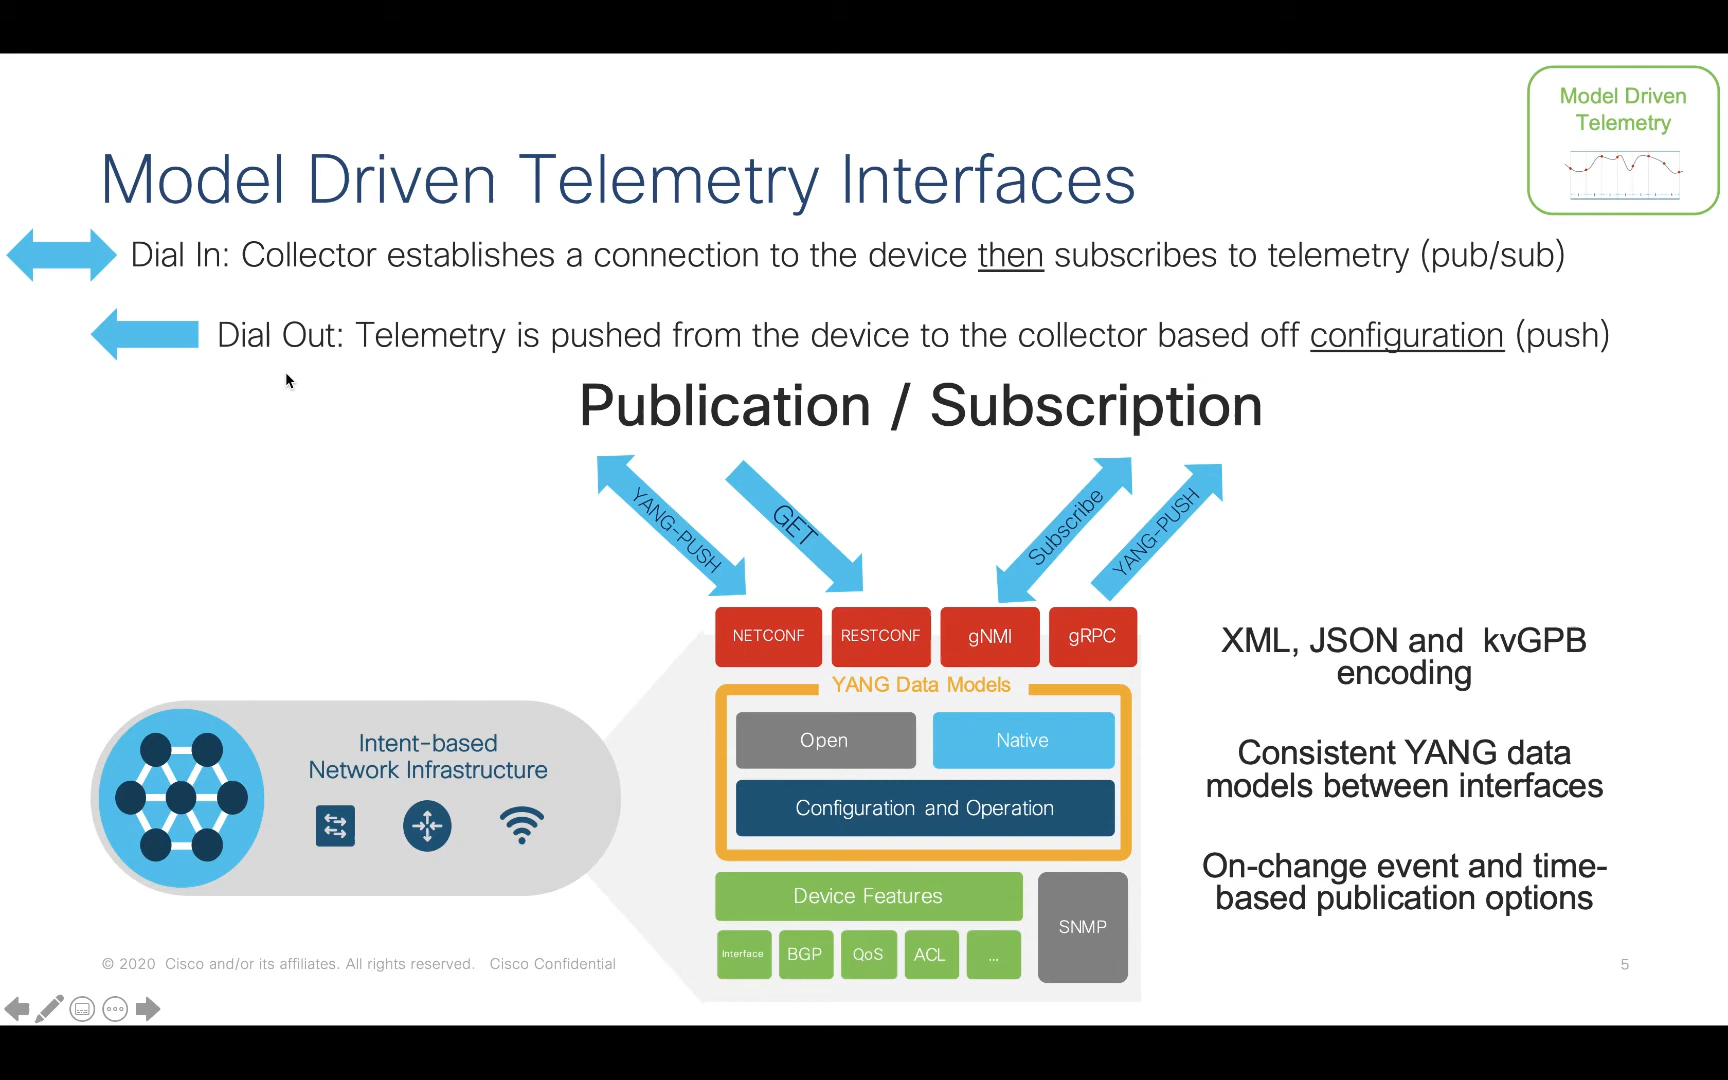 Model Driven
Telemetry
Model Driven Telemetry Interfaces
Dial In: Collector establishes a connection to the device then subscribes to telemetry (pub/sub)
Dial Out: Telemetry is pushed from the device to the collector based off configuration (push)
Publication / Subscription
YANG-PUSH
GET
Subscribe
YANG-PUSH
NETCONF
RESTCONF
gNMI
gRPC
YANG Data Models
Open
Native
Configuration and Operation
Device Features
Interface
BGP
QoS
ACL
...
SNMP
Intent-based
Network Infrastructure
XML, JSON and kvGPB
encoding
Consistent YANG data
models between interfaces
On-change event and time-
based publication options
© 2020 Cisco and/or its affiliates. All rights reserved. Cisco Confidential
5